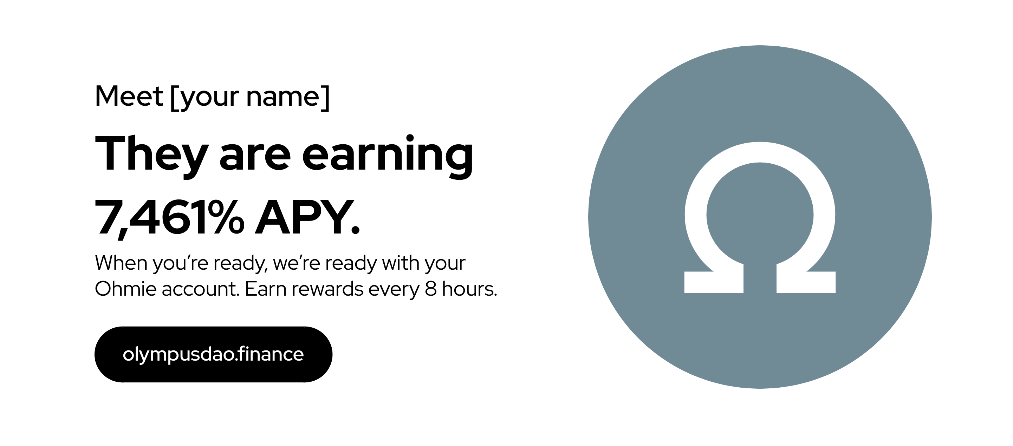 Meet [your name]
They are earning
7,461% APY.
When you're ready, we're ready with your
Ohmie account. Earn rewards every 8 hours.
olympusdao.finance
Ω